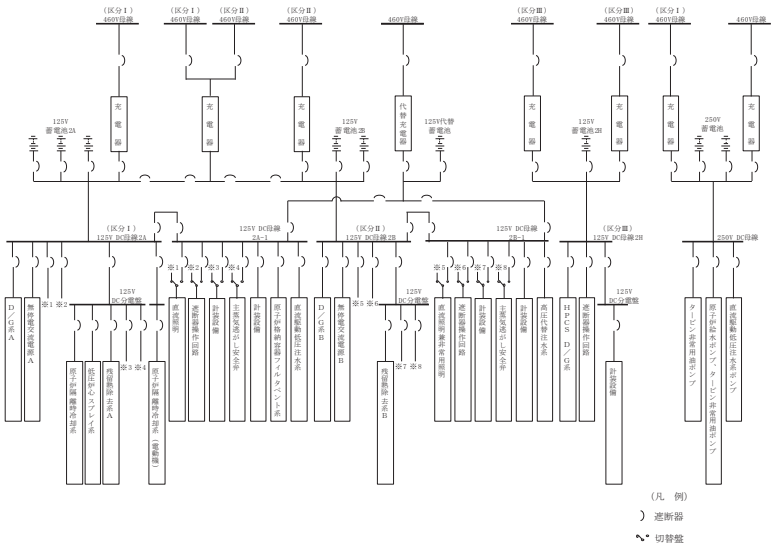 (区分Ⅰ)
460V母線
(区分Ⅰ)
460V母線
(区分Ⅱ)
460V母線
(区分Ⅱ)
460V母線
460V母線
(区分Ⅲ)
460V母線
(区分Ⅲ)
460V母線
(区分Ⅰ)
460V母線
460V母線
充電器
充電器
充電器
代替充電器
充電器
充電器
充電器
充電器
125V
蓄電池2A
125V
蓄電池2B
125V代替
蓄電池
125V
蓄電池2H
250V
蓄電池
(区分Ⅰ)
125V DC母線2A
125V DC母線
2A-1
(区分Ⅱ)
125V DC母線2B
125V DC母線
2B-1
(区分Ⅲ)
125V DC母線2H
250V DC母線
※1 ※2
125V
DC分電盤
※3 ※4
※1
※2
※3
※4
※5 ※6
125V
DC分電盤
※7 ※8
※5
※6
※7
※8
125V
DC分電盤
D/G系A
無停電交流電源A
原子炉隔離時冷却系
低圧炉心スプレイ系
残留熱除去系A
原子炉隔離時冷却系(電動機)
直流照明
遮断器操作回路
計装設備
主蒸気逃がし安全弁
計装設備
原子炉格納容器フィルタベント系
直流駆動低圧注水系
D/G系B
無停電交流電源B
残留熱除去系B
直流照明兼非常用照明
遮断器操作回路
計装設備
主蒸気逃がし安全弁
計装設備
高圧代替注水系
HPCS D/G系
遮断器操作回路
計装設備
タービン非常用油ポンプ
原子炉給水ポンプ、タービン非常用油ポンプ
直流駆動低圧注水系ポンプ
(凡 例)
遮断器
切替盤